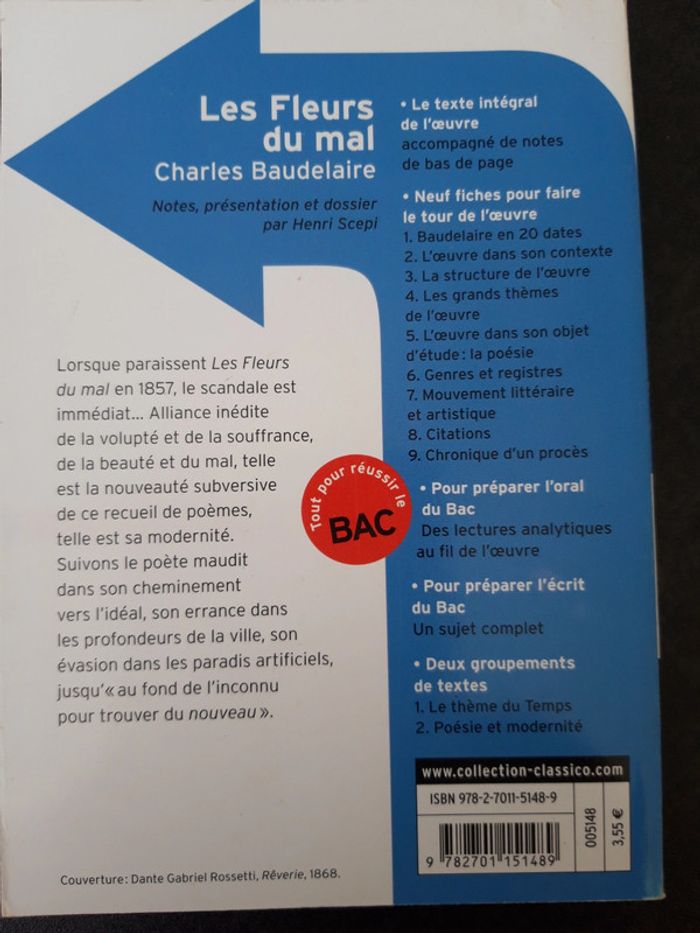 Les Fleurs
du mal
Charles Baudelaire
Notes, présentation et dossier
par Henri Scepi
Lorsque paraissent Les Fleurs
du mal en 1857, le scandale est
immédiat... Alliance inédite
de la volupté et de la souffrance,
de la beauté et du mal, telle
est la nouveauté subversive
de ce recueil de poèmes,
telle est sa modernité.
Suivons le poète maudit
dans son cheminement
vers l'idéal, son errance dans
les profondeurs de la ville, son
évasion dans les paradis artificiels,
jusqu'« au fond de l'inconnu
pour trouver du nouveau ».
Couverture : Dante Gabriel Rossetti, Rêverie, 1868.
Tout pour réussir le
BAC
• Le texte intégral
de l'œuvre
accompagné de notes
de bas de page
• Neuf fiches pour faire
le tour de l'œuvre
1. Baudelaire en 20 dates
2. L'œuvre dans son contexte
3. La structure de l'œuvre
4. Les grands thèmes
de l'œuvre
5. L'œuvre dans son objet
d'étude : la poésie
6. Genres et registres
7. Mouvement littéraire
et artistique
8. Citations
9. Chronique d'un procès
• Pour préparer l'oral
du Bac
Des lectures analytiques
au fil de l'œuvre
• Pour préparer l'écrit
du Bac
Un sujet complet
• Deux groupements
de textes
1. Le thème du Temps
2. Poésie et modernité
www.collection-classico.com
ISBN 978-2-7011-5148-9
9 782701 151489
005148
3,55 €